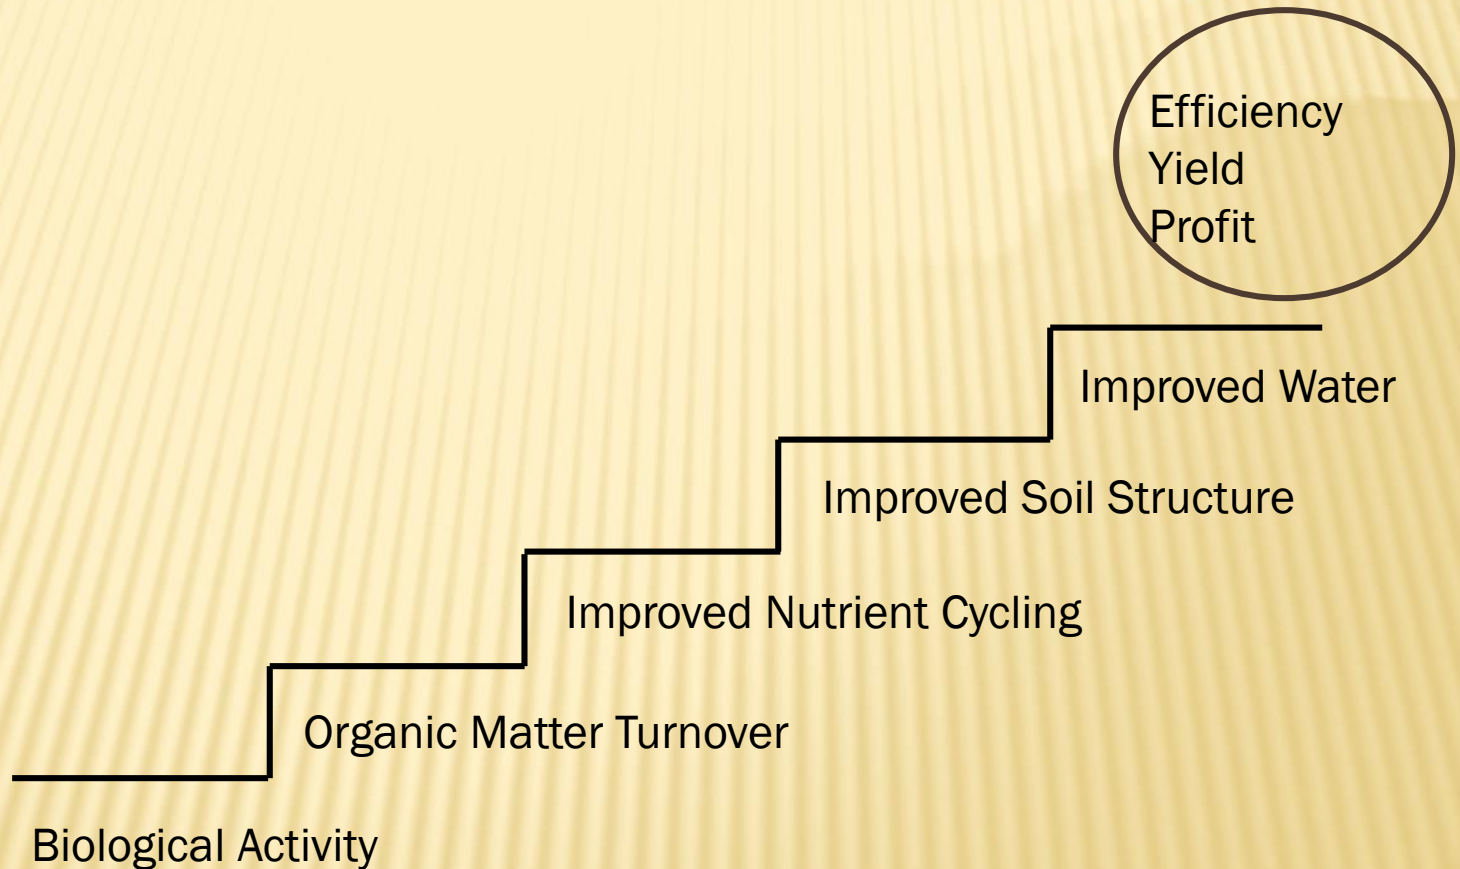 Efficiency
Yield
Profit
Improved Water
Improved Soil Structure
Improved Nutrient Cycling
Organic Matter Turnover
Biological Activity